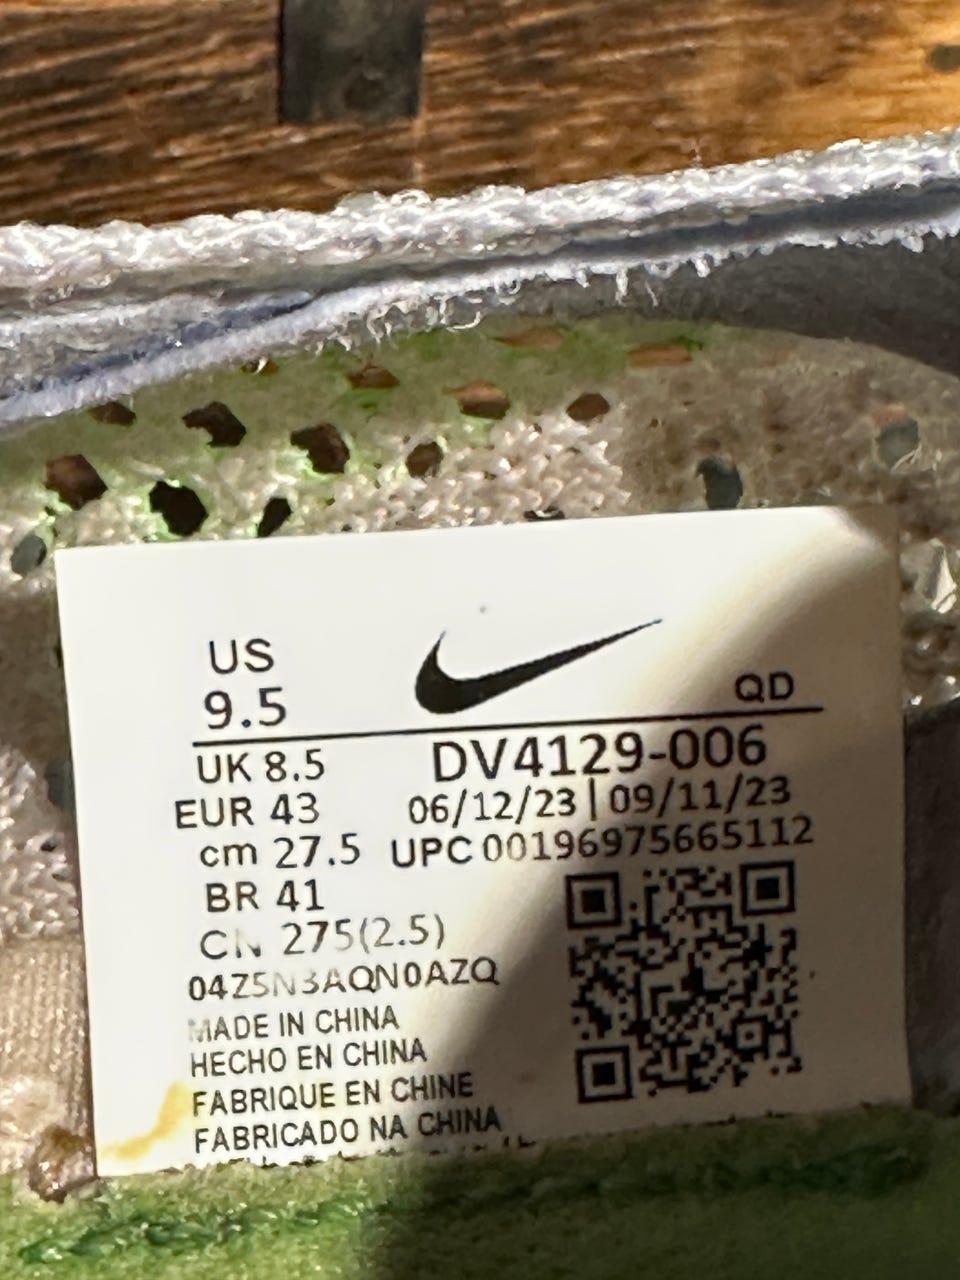 US
9.5
QD
UK 8.5
DV4129-006
EUR 43
06/12/23 | 09/11/23
cm 27.5
UPC 00196975665112
BR 41
CN 275(2.5)
04Z5N3AQN0AZQ
MADE IN CHINA
HECHO EN CHINA
FABRIQUE EN CHINE
FABRICADO NA CHINA